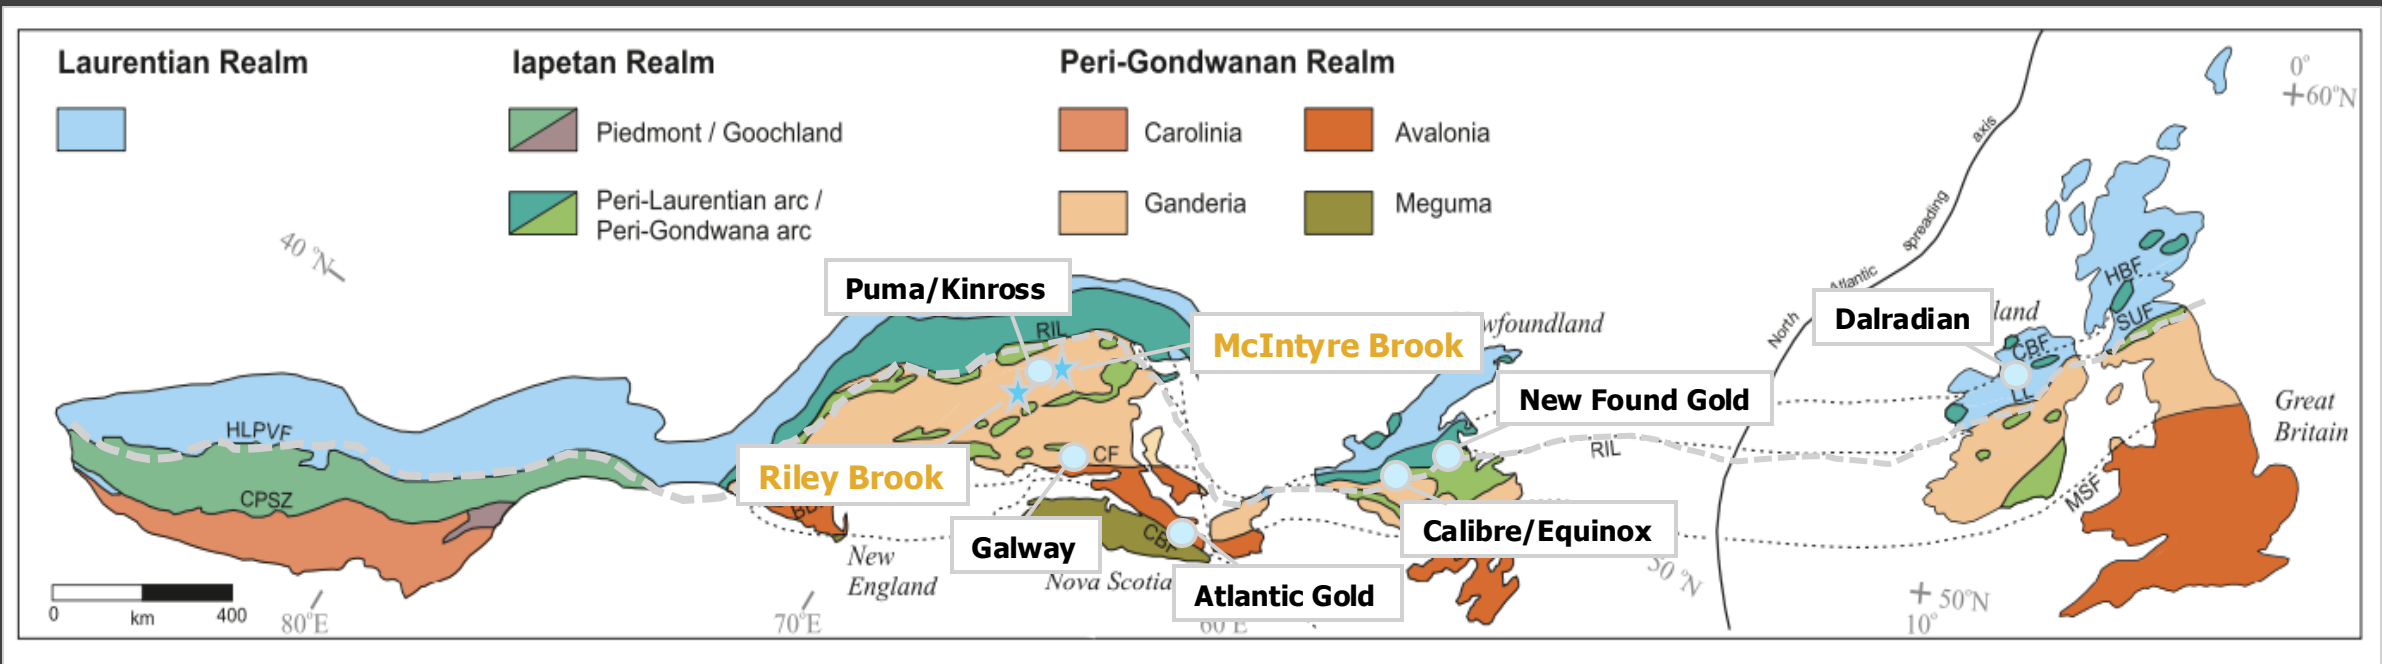 Laurentian Realm
Iapetan Realm
Peri-Gondwanan Realm
Piedmont / Goochland
Carolinia
Avalonia
Peri-Laurentian arc /
Peri-Gondwana arc
Ganderia
Meguma
0°
60°N
40 °N
North
Atlantic
spreading
axis
Puma/Kinross
RIL
McIntyre Brook
wfoundland
Dalradian
land
HBF
SUF
CBF
LL
New Found Gold
Great
Britain
HLPVF
CPSZ
Riley Brook
CF
RIL
MSF
Galway
CBF
Calibre/Equinox
New
England
Nova Scotia
Atlantic Gold
50 °N
50°N
10°
0
km
400
80°E
70°E
60°E